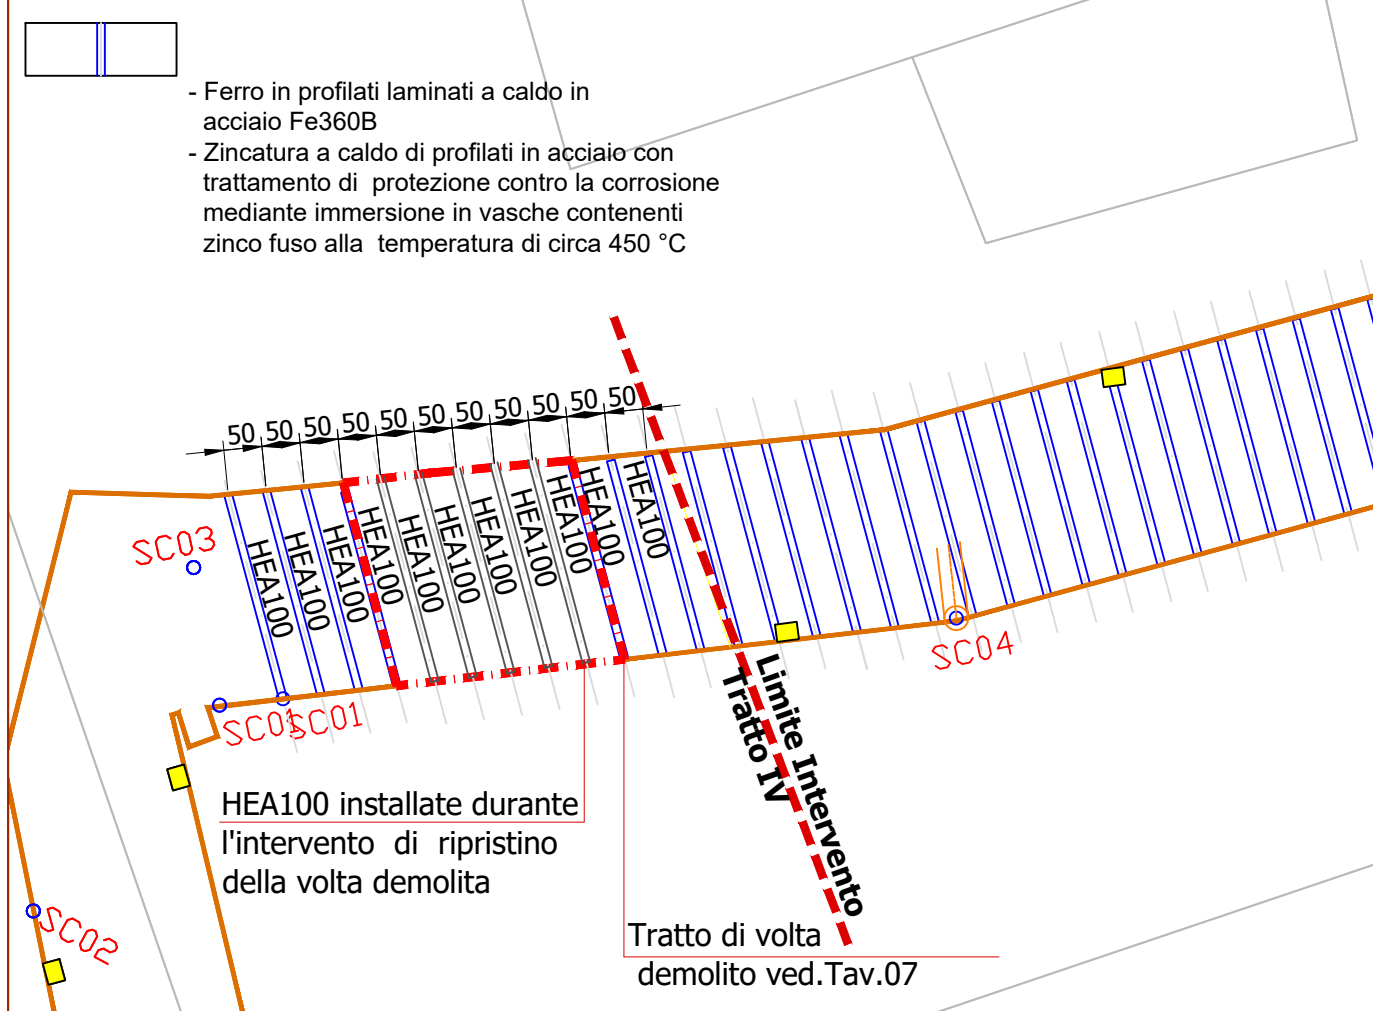 - Ferro in profilati laminati a caldo in
acciaio Fe360B
- Zincatura a caldo di profilati in acciaio con
trattamento di protezione contro la corrosione
mediante immersione in vasche contenenti
zinco fuso alla temperatura di circa 450 °C
50 50 50 50 50 50 50 50 50 50 50
HEA100
HEA100
HEA100
HEA100
HEA100
HEA100
HEA100
HEA100
HEA100
HEA100
HEA100
SC03
SC04
SC01
SC01
Limite Intervento
Tratto IV
HEA100 installate durante
l'intervento di ripristino
della volta demolita
SC02
Tratto di volta
demolito ved.Tav.07